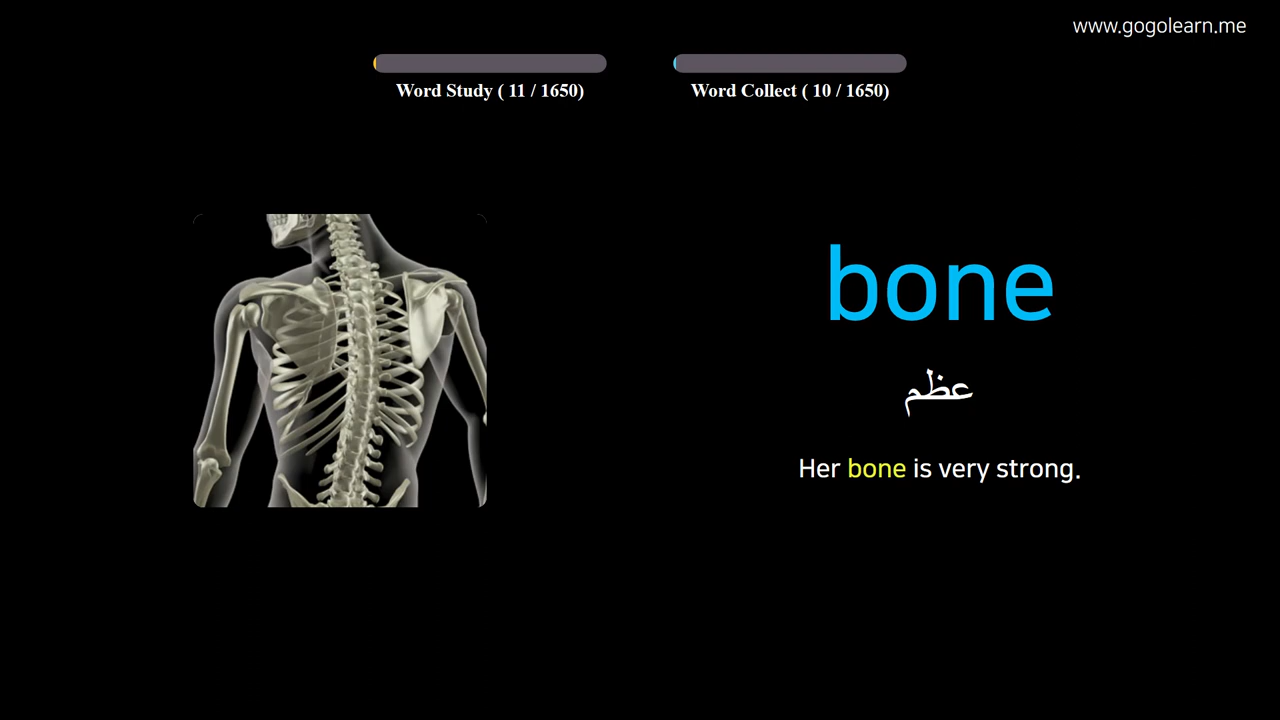 www.gogolearn.me
Word Study ( 11 / 1650)
Word Collect ( 10 / 1650)
bone
عظم
Her bone is very strong.